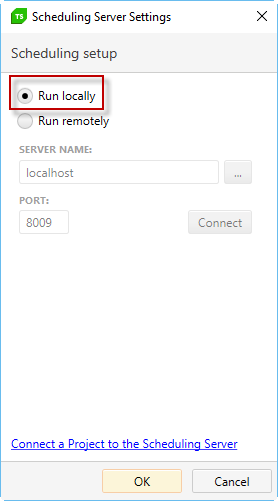 TS Scheduling Server Settings
Scheduling setup
Run locally
Run remotely
SERVER NAME:
localhost
...
PORT:
8009
Connect
Connect a Project to the Scheduling Server
OK
Cancel